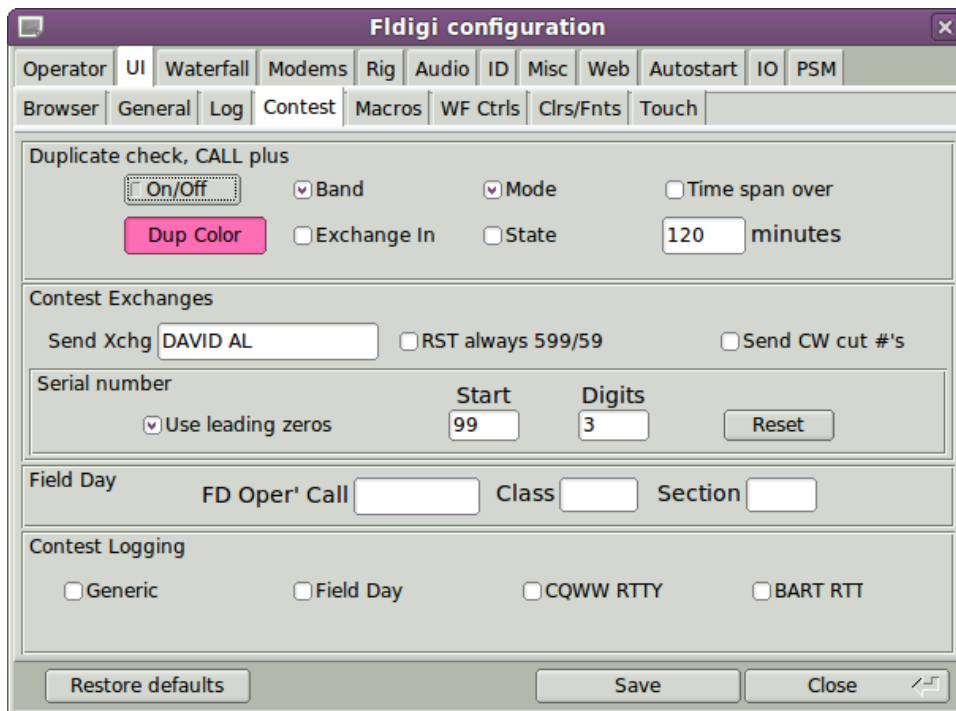 Fldigi configuration
Operator UI Waterfall Modems Rig Audio ID Misc Web Autostart IO PSM
Browser General Log Contest Macros WF Ctrls Clrs/Fnts Touch
Duplicate check, CALL plus
On/Off Band Mode Time span over
Dup Color Exchange In State 120 minutes
Contest Exchanges
Send Xchg DAVID AL RST always 599/59 Send CW cut #'s
Serial number
Start Digits
Use leading zeros 99 3 Reset
Field Day
FD Oper' Call Class Section
Contest Logging
Generic Field Day CQWW RTTY BART RTT
Restore defaults Save Close